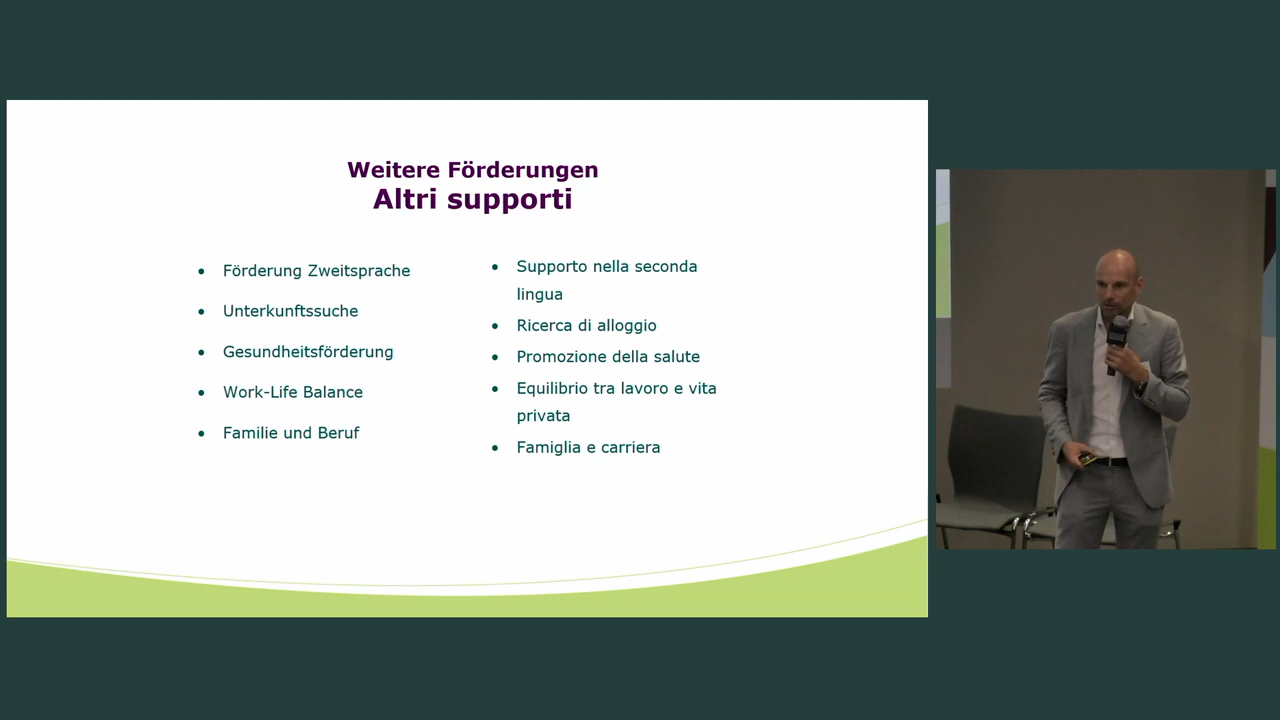 Weitere Förderungen
Altri supporti
Förderung Zweitsprache
Unterkunftssuche
Gesundheitsförderung
Work-Life Balance
Familie und Beruf
Supporto nella seconda
lingua
Ricerca di alloggio
Promozione della salute
Equilibrio tra lavoro e vita
privata
Famiglia e carriera